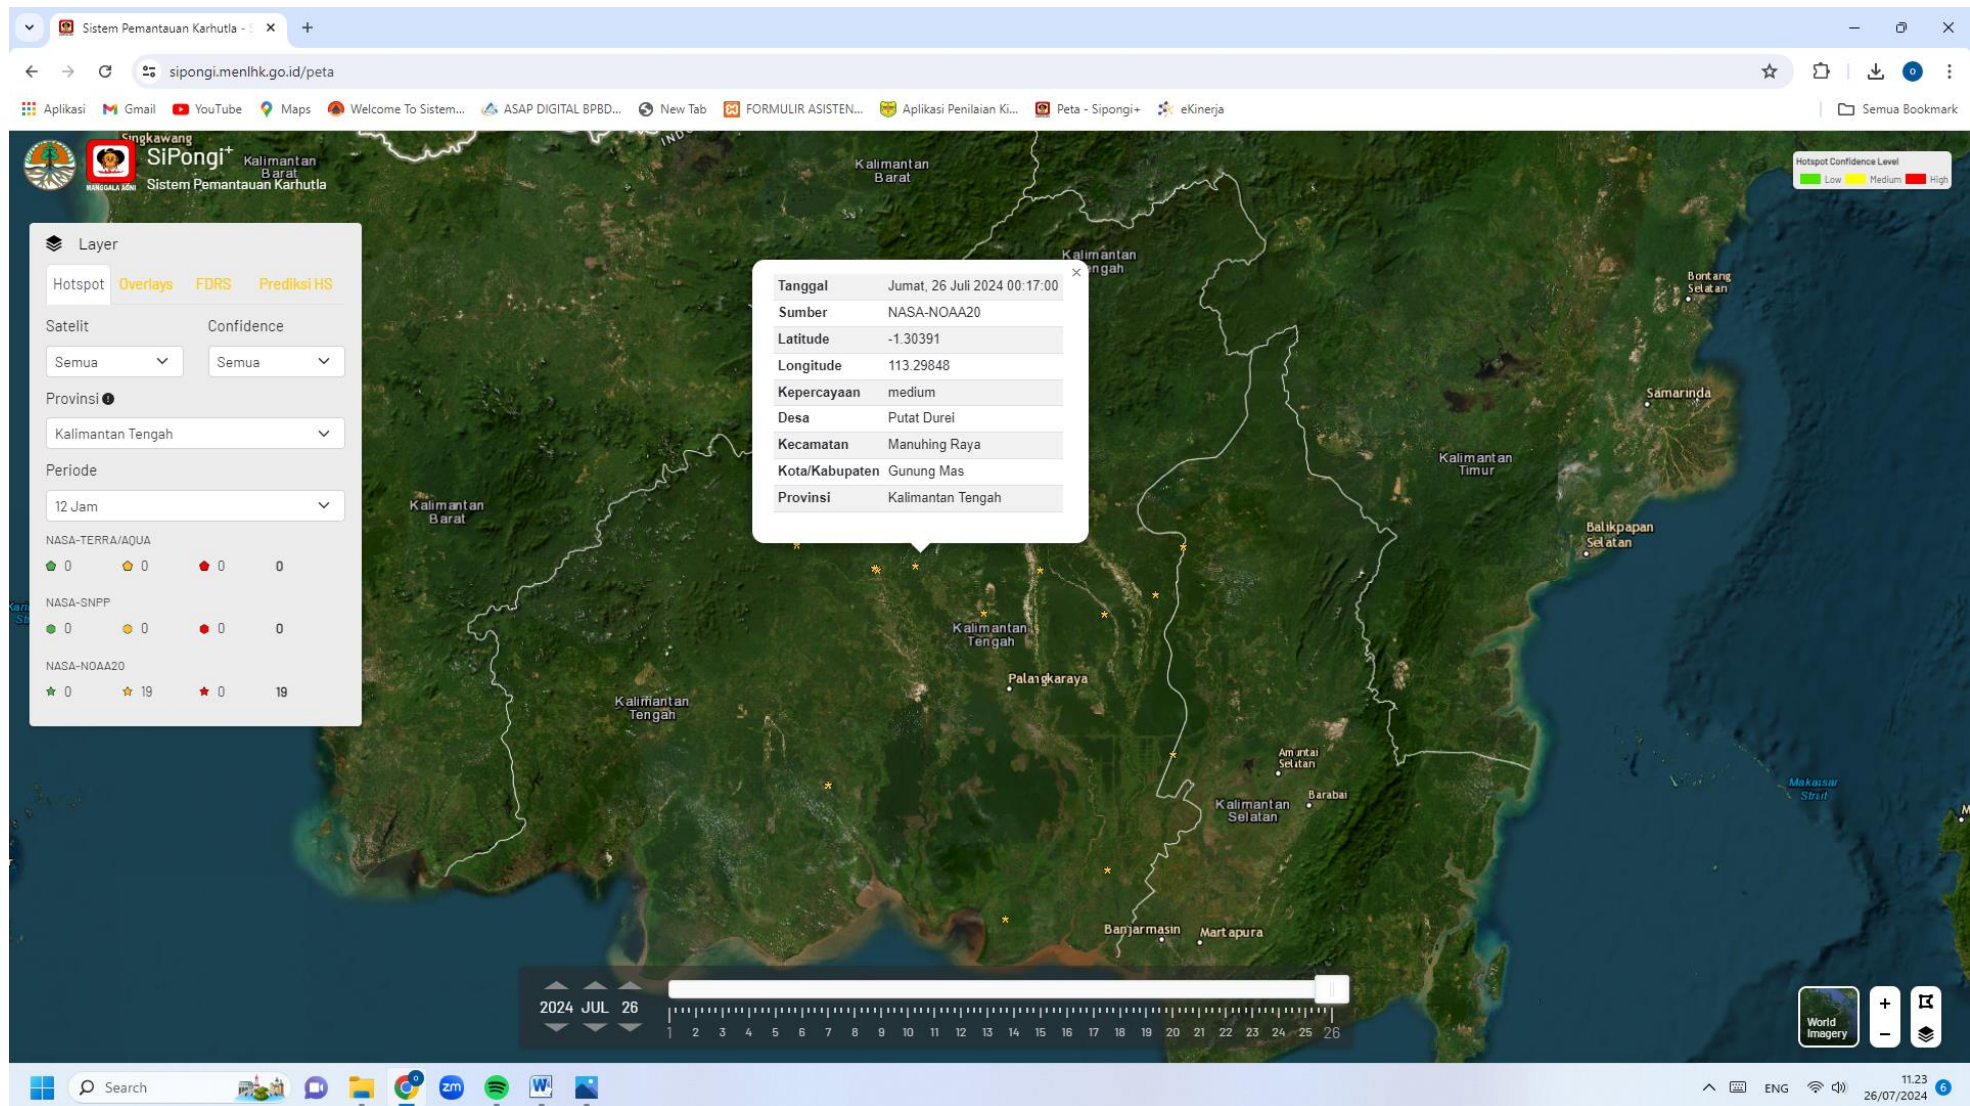 Sistem Pemantauan Karhutla - S
sipongi.menlhk.go.id/peta
Aplikasi Gmail YouTube Maps Welcome To Sistem... ASAP DIGITAL BPBD... New Tab FORMULIR ASISTEN... Aplikasi Penilaian Ki... Peta - Sipongi+ eKinerja Semua Bookmark
Singkawang
SiPongi+
Sistem Pemantauan Karhutla
MANGGALA AGNI
Kalimantan
Barat
Kalimantan
Barat
Hotspot Confidence Level
Low Medium High
Layer
Hotspot Overlays FDRS Prediksi HS
Satelit Confidence
Semua Semua
Provinsi
Kalimantan Tengah
Periode
12 Jam
NASA-TERRA/AQUA
0 0 0 0
NASA-SNPP
0 0 0 0
NASA-NOAA20
0 19 0 19
Kalimantan
engah
Tanggal Jumat, 26 Juli 2024 00:17:00
Sumber NASA-NOAA20
Latitude -1.30391
Longitude 113.29848
Kepercayaan medium
Desa Putat Durei
Kecamatan Manuhing Raya
Kota/Kabupaten Gunung Mas
Provinsi Kalimantan Tengah
Bontang
Selatan
Samarinda
Kalimantan
Timur
Kalimantan
Barat
Balikpapan
Selatan
Kalimantan
Tengah
Palangkaraya
Kalimantan
Tengah
Amuntai
Selatan
Barabai
Kalimantan
Selatan
Makassar
Strait
Banjarmasin
Martapura
2024 JUL 26
1 2 3 4 5 6 7 8 9 10 11 12 13 14 15 16 17 18 19 20 21 22 23 24 25 26
World
Imagery
+
−
Search
zm
W
ENG
11.23
26/07/2024
6